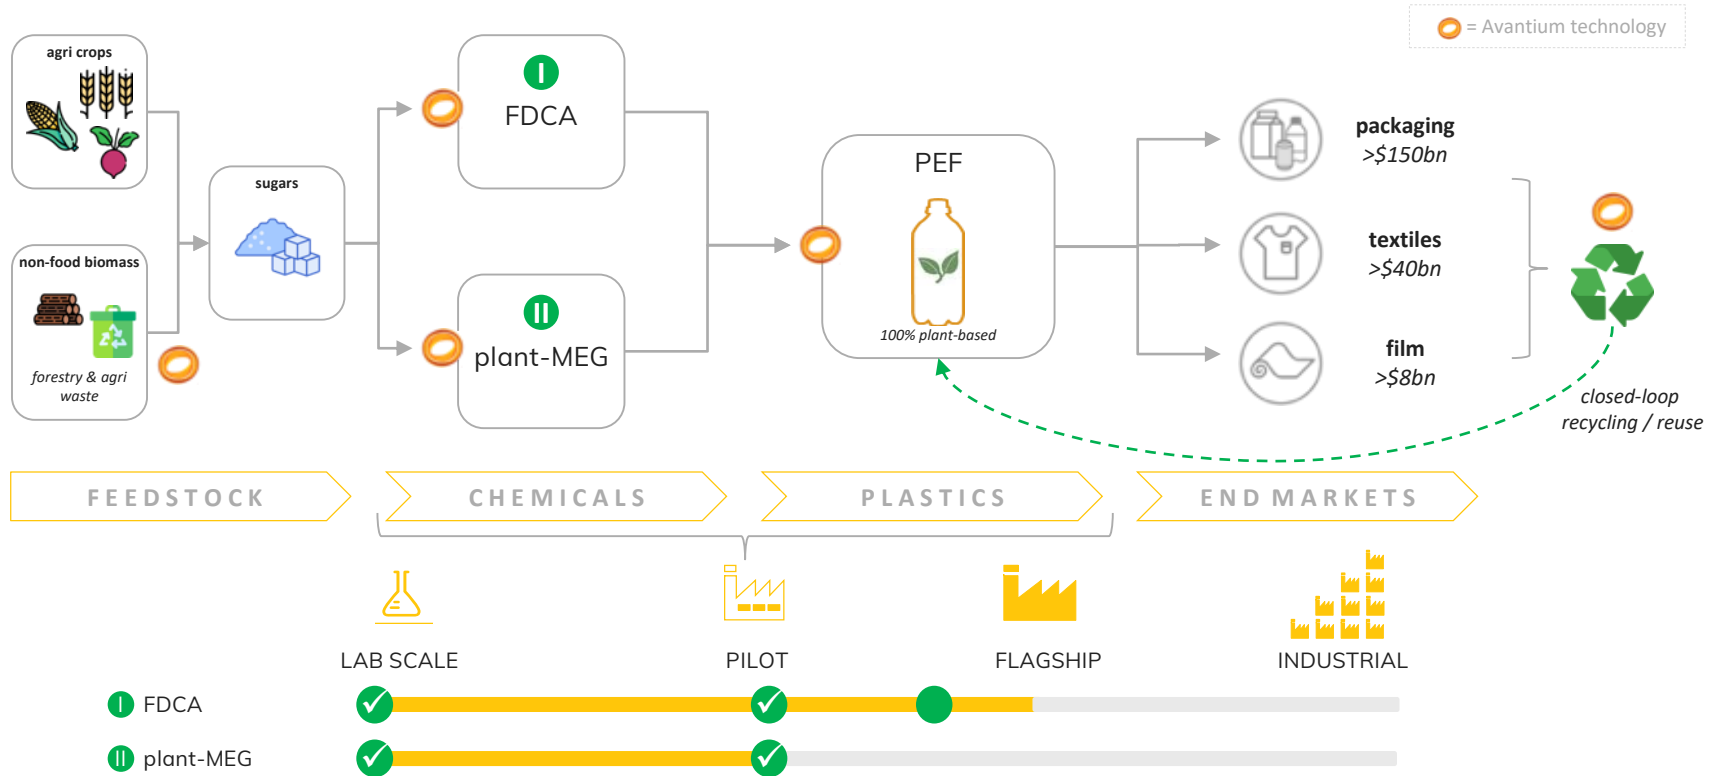 = Avantium technology
agri crops
non-food biomass
forestry & agri
waste
sugars
I
FDCA
II
plant-MEG
PEF
100% plant-based
packaging
>$150bn
textiles
>$40bn
film
>$8bn
closed-loop
recycling / reuse
FEEDSTOCK
CHEMICALS
PLASTICS
END MARKETS
LAB SCALE
PILOT
FLAGSHIP
INDUSTRIAL
I FDCA
II plant-MEG